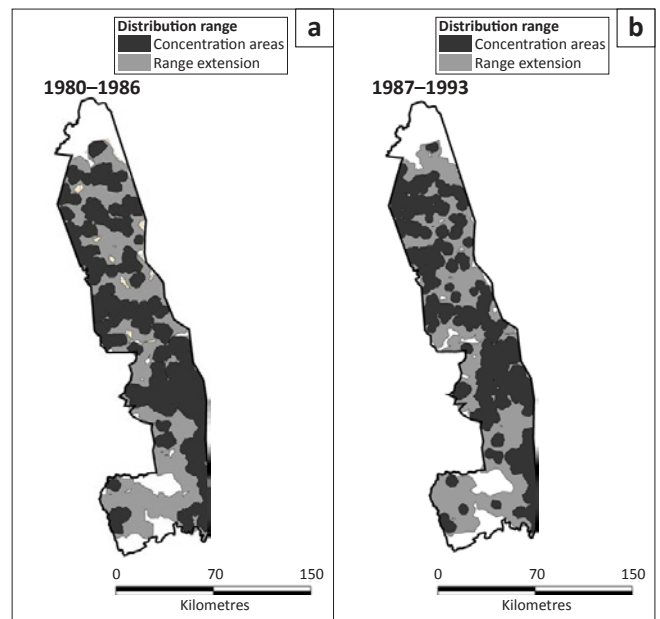 Distribution range
Concentration areas
Range extension
a
1980–1986
0 70 150
Kilometres
Distribution range
Concentration areas
Range extension
b
1987–1993
0 70 150
Kilometres